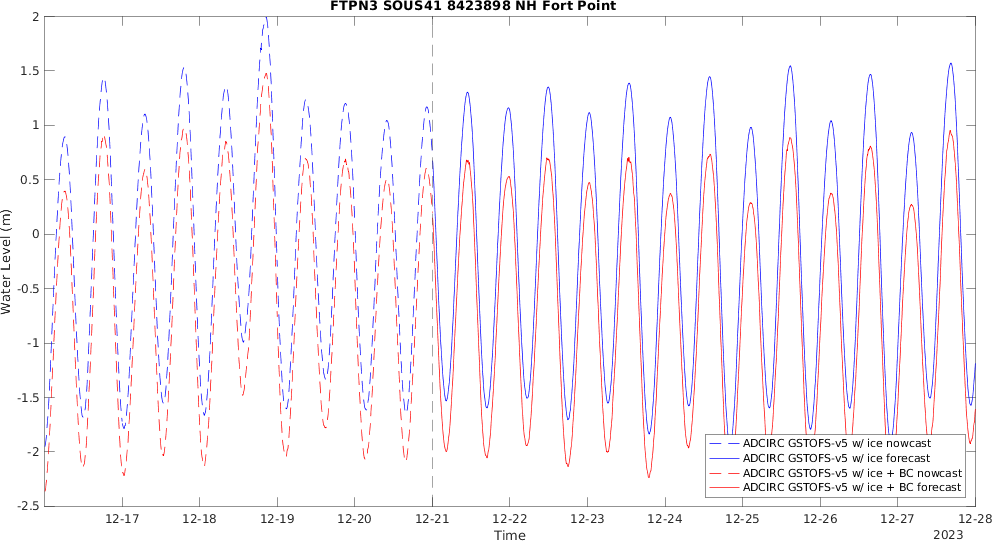 FTPN3 SOUS41 8423898 NH Fort Point
2
1.5
1
0.5
0
-0.5
-1
-1.5
-2
-2.5
Water Level (m)
12-17 12-18 12-19 12-20 12-21 12-22 12-23 12-24 12-25 12-26 12-27 12-28
Time
2023
ADCIRC GSTOFS-v5 w/ ice nowcast
ADCIRC GSTOFS-v5 w/ ice forecast
ADCIRC GSTOFS-v5 w/ ice + BC nowcast
ADCIRC GSTOFS-v5 w/ ice + BC forecast